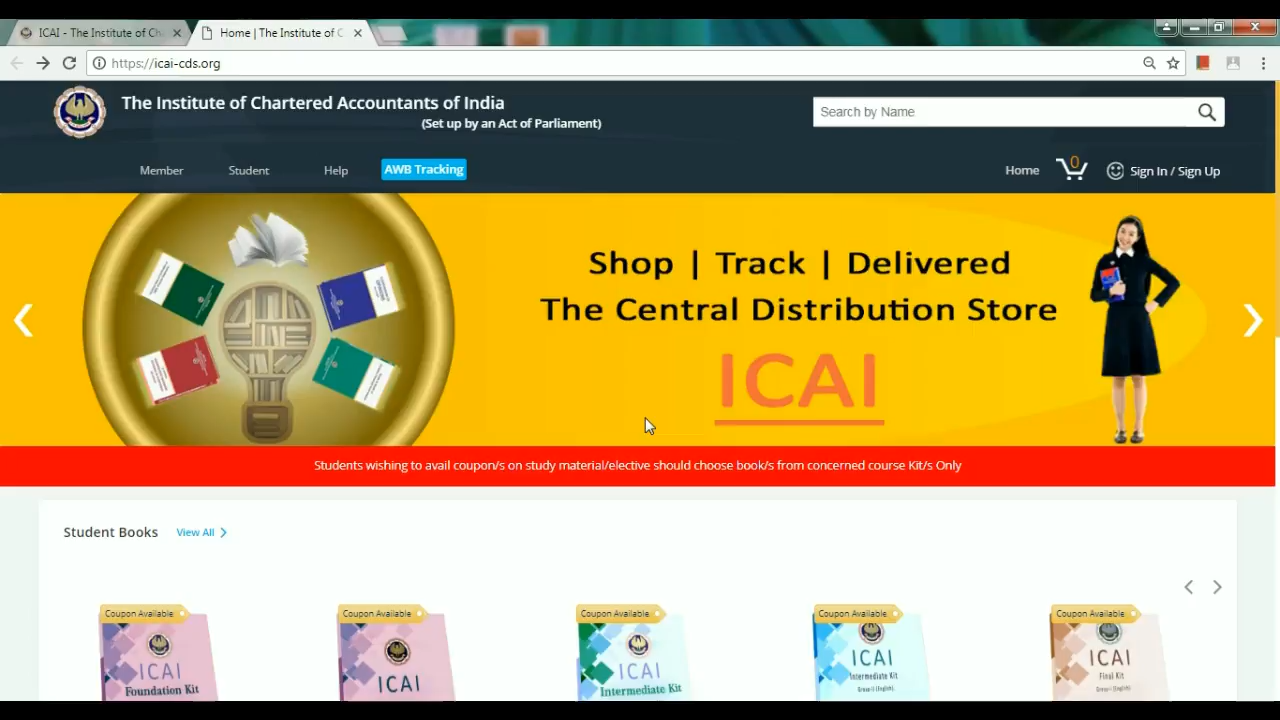 ICAI - The Institute of Cha
Home | The Institute of C
https://icai-cds.org
The Institute of Chartered Accountants of India
(Set up by an Act of Parliament)
Search by Name
Member Student Help AWB Tracking Home 0 Sign In / Sign Up
Shop | Track | Delivered
The Central Distribution Store
ICAI
Students wishing to avail coupon/s on study material/elective should choose book/s from concerned course Kit/s Only
Student Books View All
Coupon Available Coupon Available Coupon Available Coupon Available Coupon Available
ICAI ICAI ICAI ICAI ICAI
Foundation Kit Intermediate Kit Intermediate Kit Final Kit
Group-II (English) Group-I (English)